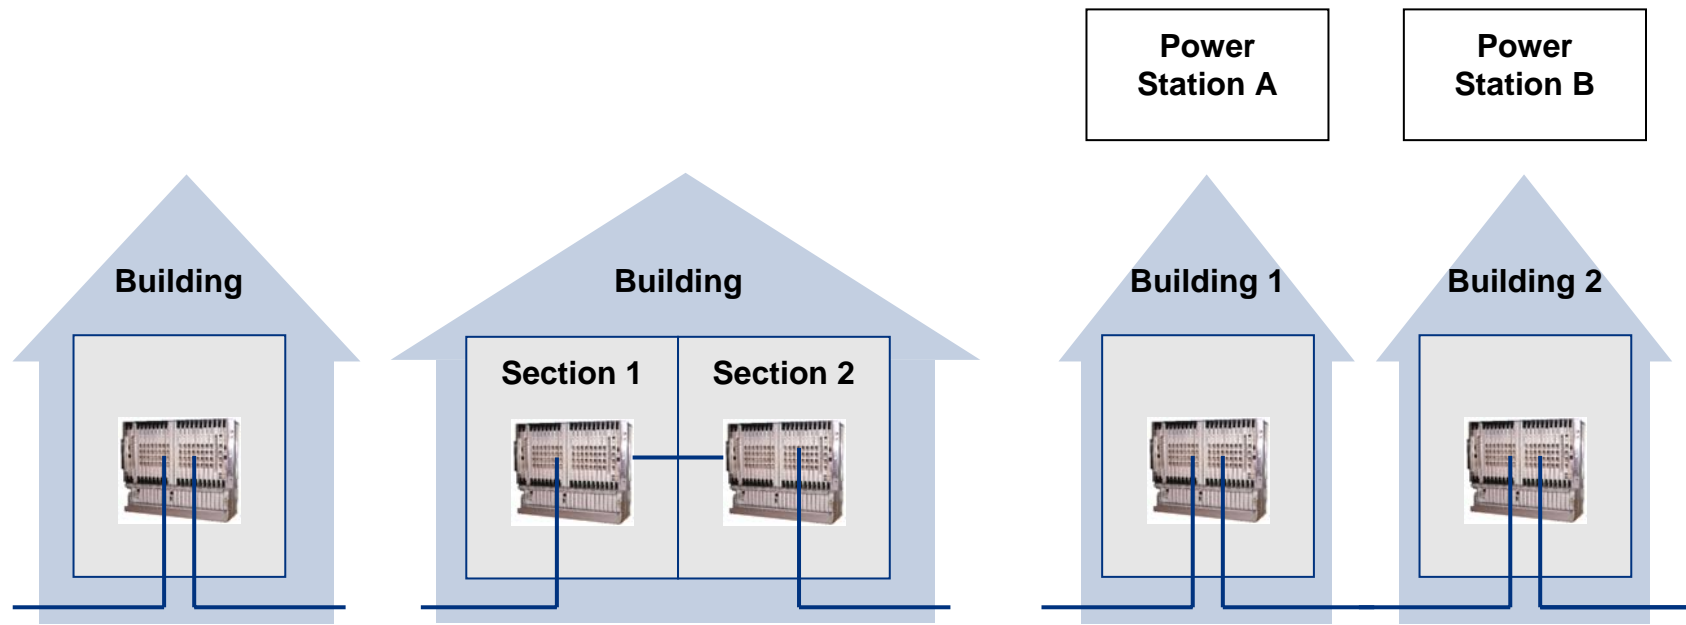 Power
Station A
Power
Station B
Building
Building
Building 1
Building 2
Section 1
Section 2